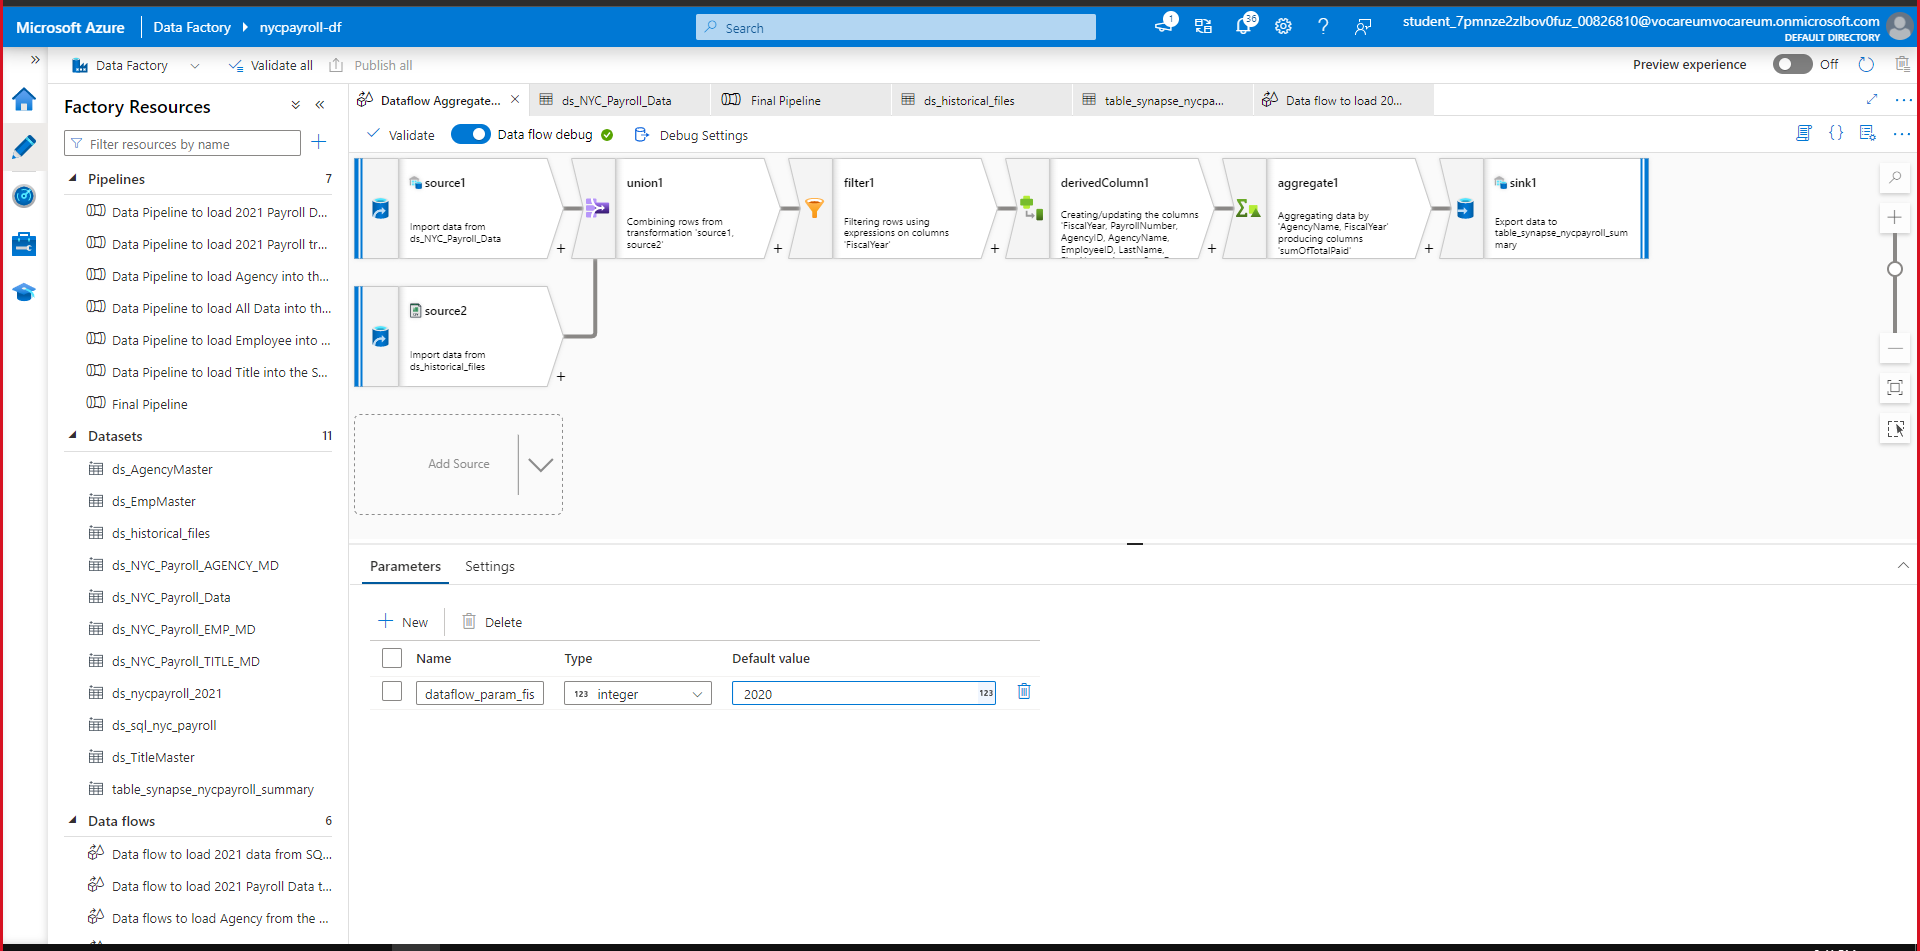 Microsoft Azure Data Factory nycpayroll-df
Search
1
36
student_7pmnze2zlbov0fuz_00826810@vocareumvocareum.onmicrosoft.com
DEFAULT DIRECTORY
Data Factory Validate all Publish all
Preview experience Off
Factory Resources
Filter resources by name
Pipelines 7
Data Pipeline to load 2021 Payroll D...
Data Pipeline to load 2021 Payroll tr...
Data Pipeline to load Agency into th...
Data Pipeline to load All Data into th...
Data Pipeline to load Employee into ...
Data Pipeline to load Title into the S...
Final Pipeline
Datasets 11
ds_AgencyMaster
ds_EmpMaster
ds_historical_files
ds_NYC_Payroll_AGENCY_MD
ds_NYC_Payroll_Data
ds_NYC_Payroll_EMP_MD
ds_NYC_Payroll_TITLE_MD
ds_nycpayroll_2021
ds_sql_nyc_payroll
ds_TitleMaster
table_synapse_nycpayroll_summary
Data flows 6
Data flow to load 2021 data from SQ...
Data flow to load 2021 Payroll Data t...
Data flows to load Agency from the ...
Dataflow Aggregate...
ds_NYC_Payroll_Data
Final Pipeline
ds_historical_files
table_synapse_nycpa...
Data flow to load 20...
Validate Data flow debug Debug Settings
source1
Import data from
ds_NYC_Payroll_Data
+
union1
Combining rows from
transformation 'source1,
source2'
+
filter1
Filtering rows using
expressions on columns
'FiscalYear'
+
derivedColumn1
Creating/updating the columns
'FiscalYear, PayrollNumber,
AgencyID, AgencyName,
EmployeeID, LastName,
+
aggregate1
Aggregating data by
'AgencyName, FiscalYear'
producing columns
'sumOfTotalPaid'
+
sink1
Export data to
table_synapse_nycpayroll_sum
mary
source2
Import data from
ds_historical_files
+
Add Source
Parameters Settings
New Delete
Name Type Default value
dataflow_param_fis 123 integer 2020 123